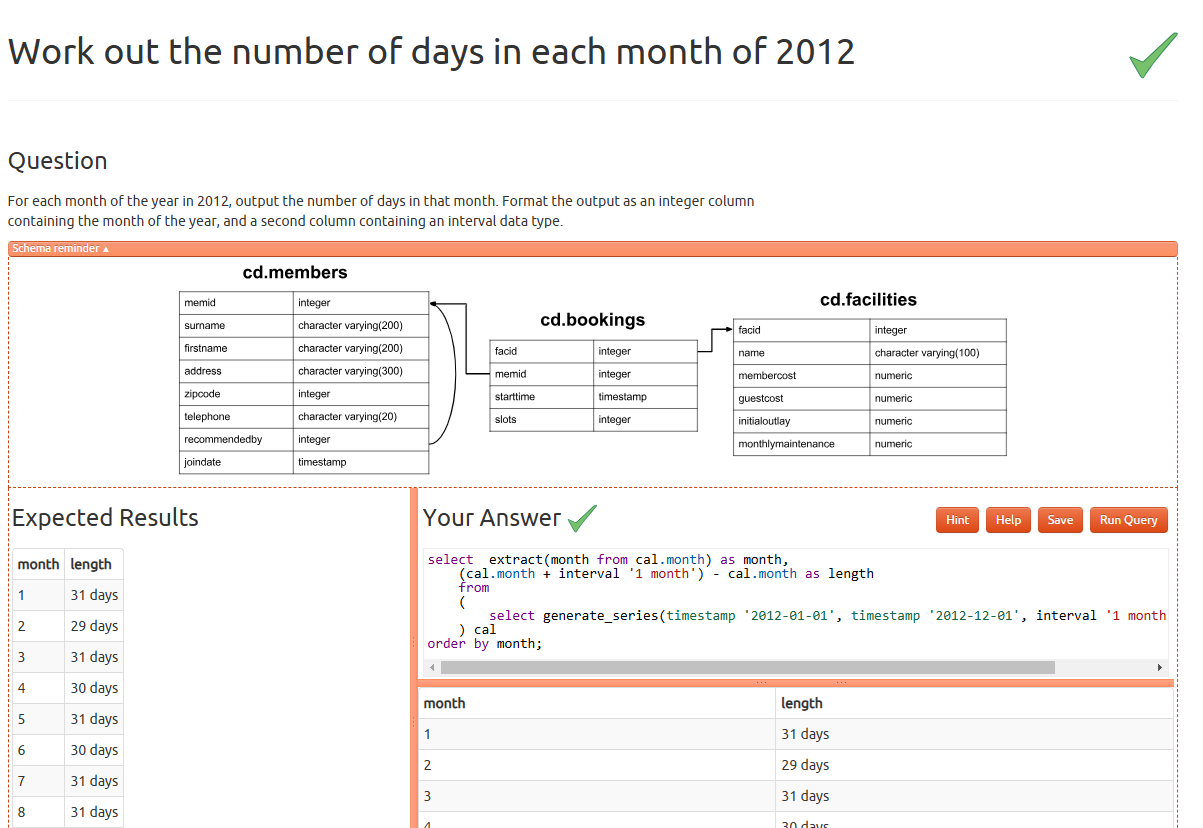 Work out the number of days in each month of 2012
Question
For each month of the year in 2012, output the number of days in that month. Format the output as an integer column
containing the month of the year, and a second column containing an interval data type.
Schema reminder ▲
cd.members
memid integer
surname character varying(200)
firstname character varying(200)
address character varying(300)
zipcode integer
telephone character varying(20)
recommendedby integer
joindate timestamp
cd.bookings
facid integer
memid integer
starttime timestamp
slots integer
cd.facilities
facid integer
name character varying(100)
membercost numeric
guestcost numeric
initialoutlay numeric
monthlymaintenance numeric
Expected Results
month length
1 31 days
2 29 days
3 31 days
4 30 days
5 31 days
6 30 days
7 31 days
8 31 days
Your Answer
Hint Help Save Run Query
select  extract(month from cal.month) as month,
    (cal.month + interval '1 month') - cal.month as length
    from
    (
        select generate_series(timestamp '2012-01-01', timestamp '2012-12-01', interval '1 month
    ) cal
order by month;
month length
1 31 days
2 29 days
3 31 days
4 30 days